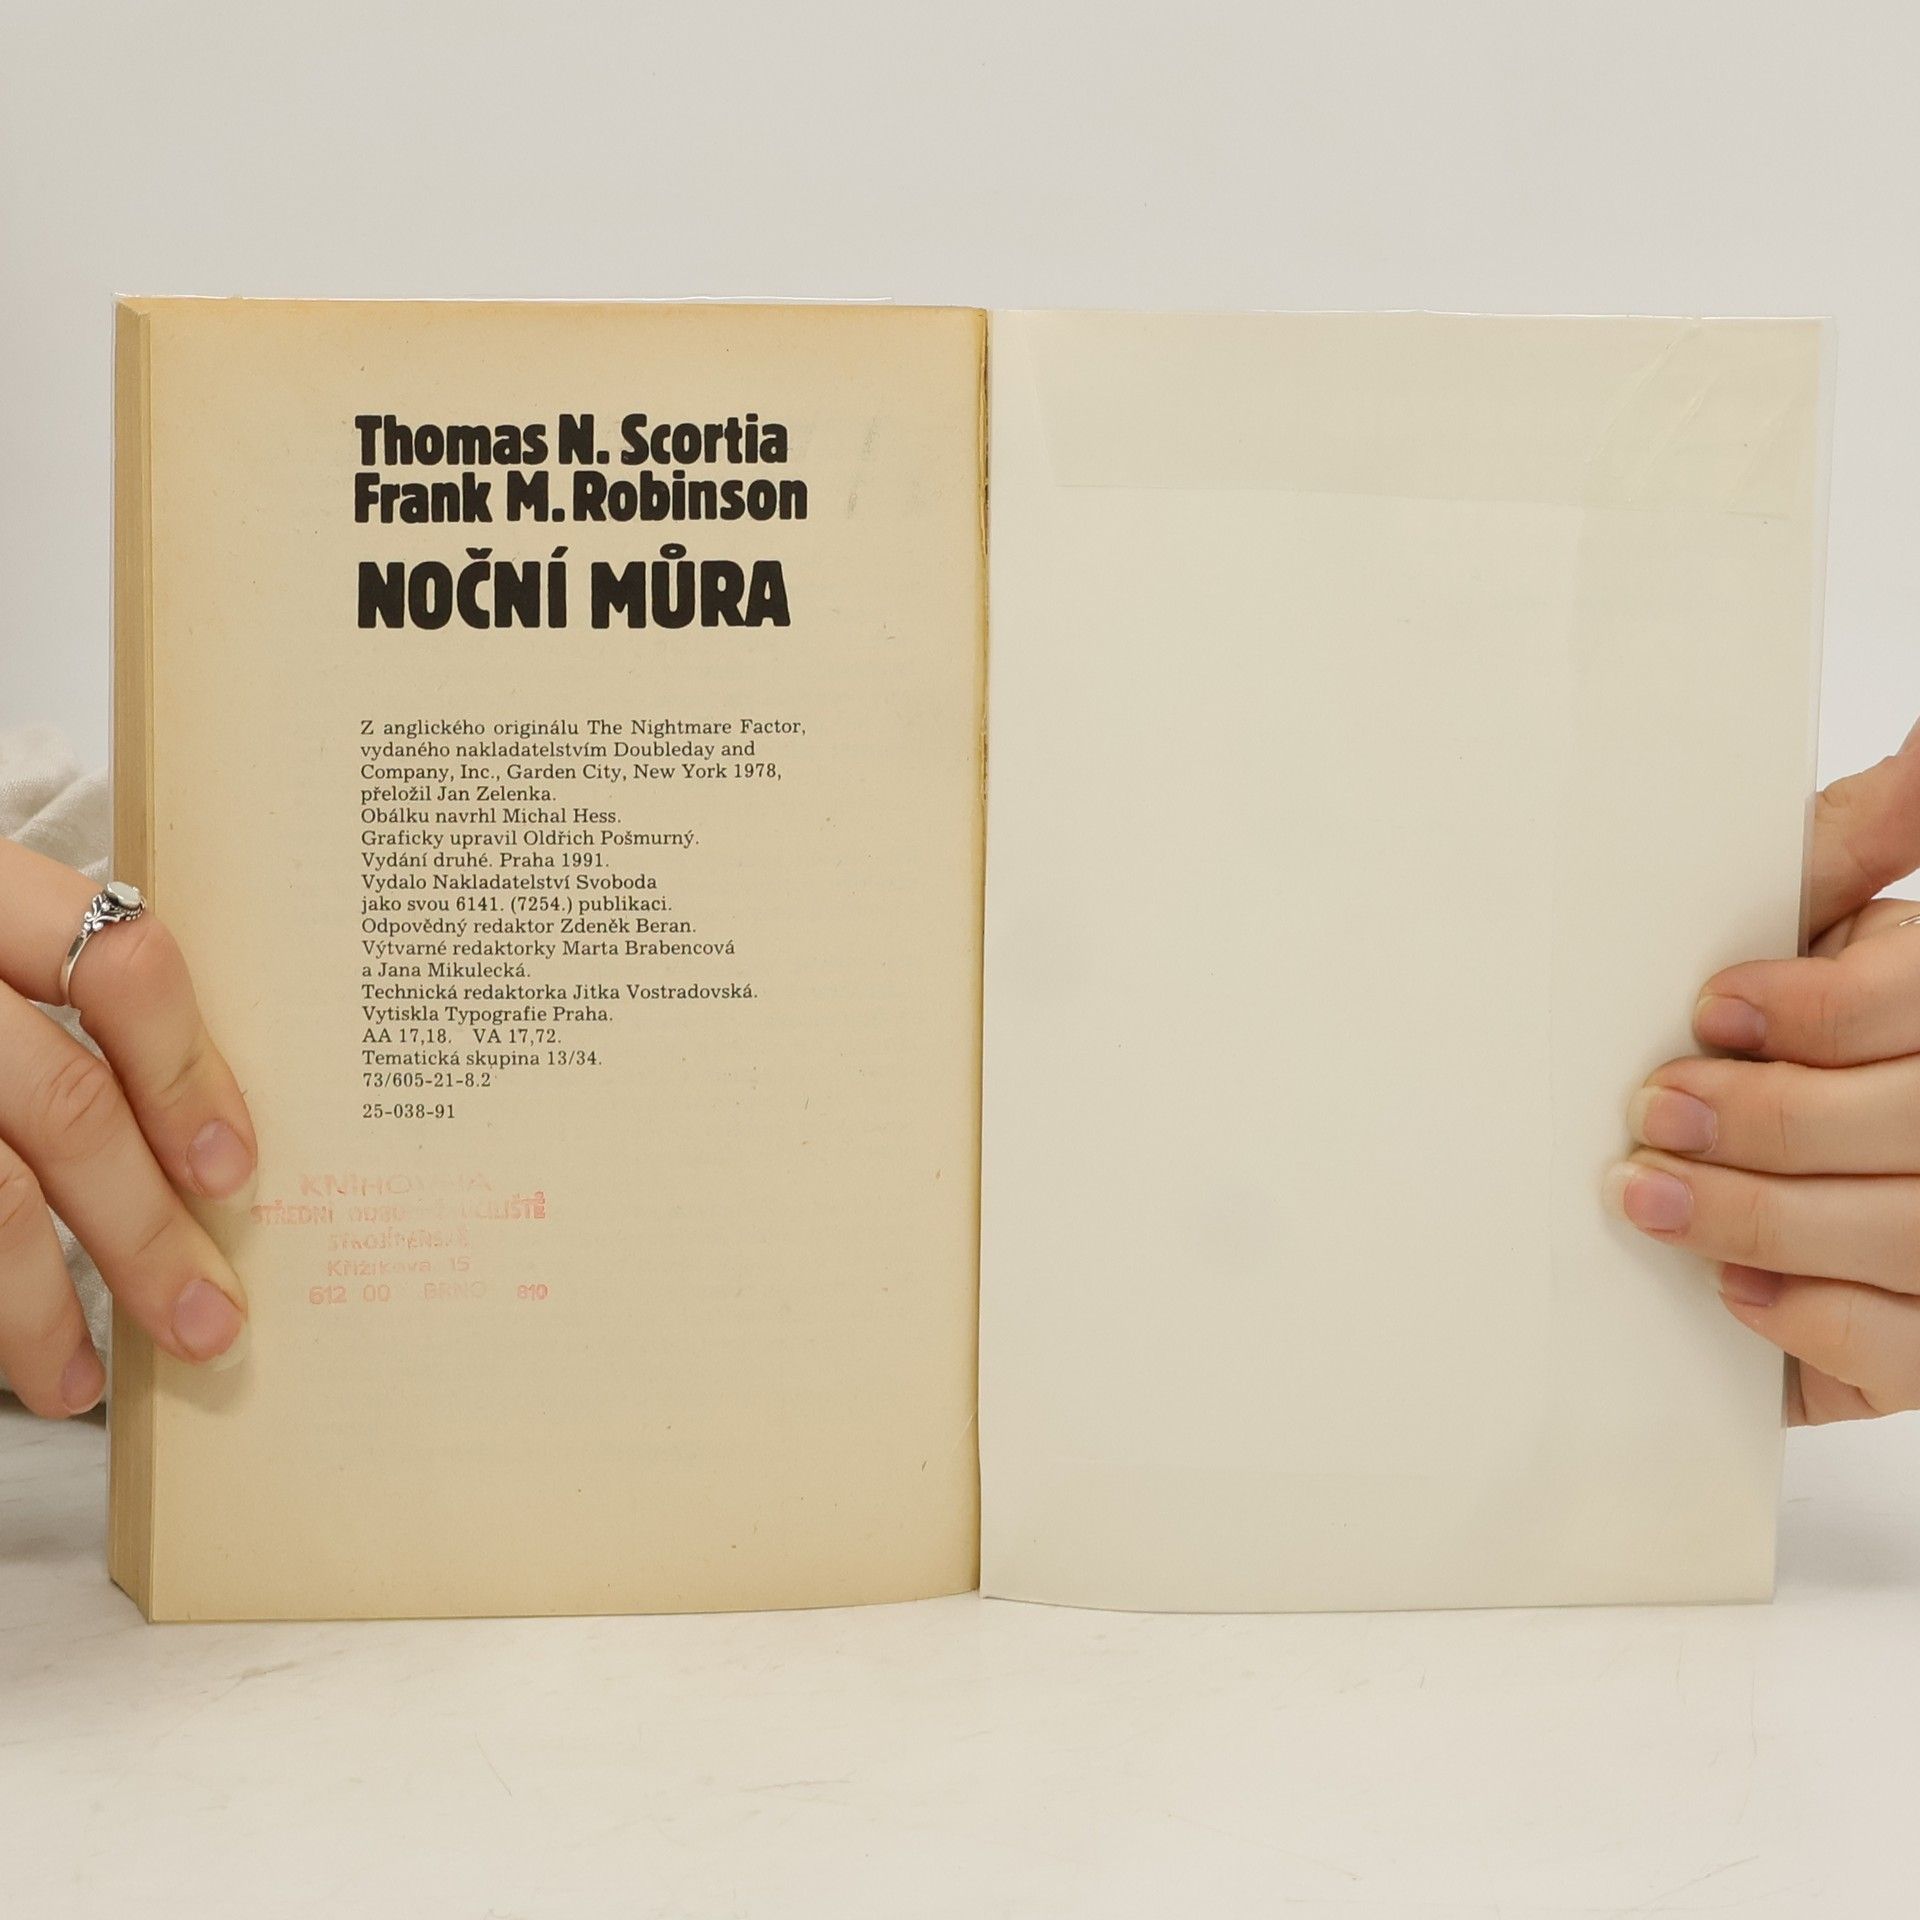 Thomas N. Scortia
Frank M. Robinson
NOČNÍ MŮRA
Z anglického originálu The Nightmare Factor,
vydaného nakladatelstvím Doubleday and
Company, Inc., Garden City, New York 1978,
přeložil Jan Zelenka.
Obálku navrhl Michal Hess.
Graficky upravil Oldřich Pošmurný.
Vydání druhé. Praha 1991.
Vydalo Nakladatelství Svoboda
jako svou 6141. (7254.) publikaci.
Odpovědný redaktor Zdeněk Beran.
Výtvarné redaktorky Marta Brabencová
a Jana Mikulecká.
Technická redaktorka Jitka Vostradovská.
Vytiskla Typografie Praha.
AA 17,18. VA 17,72.
Tematická skupina 13/34.
73/605-21-8.2
25-038-91
KNIHOVNA
STŘEDNÍ UČILIŠTĚ
STROJÍRENSKÉ
Křižíkova 15
612 00 BRNO 810